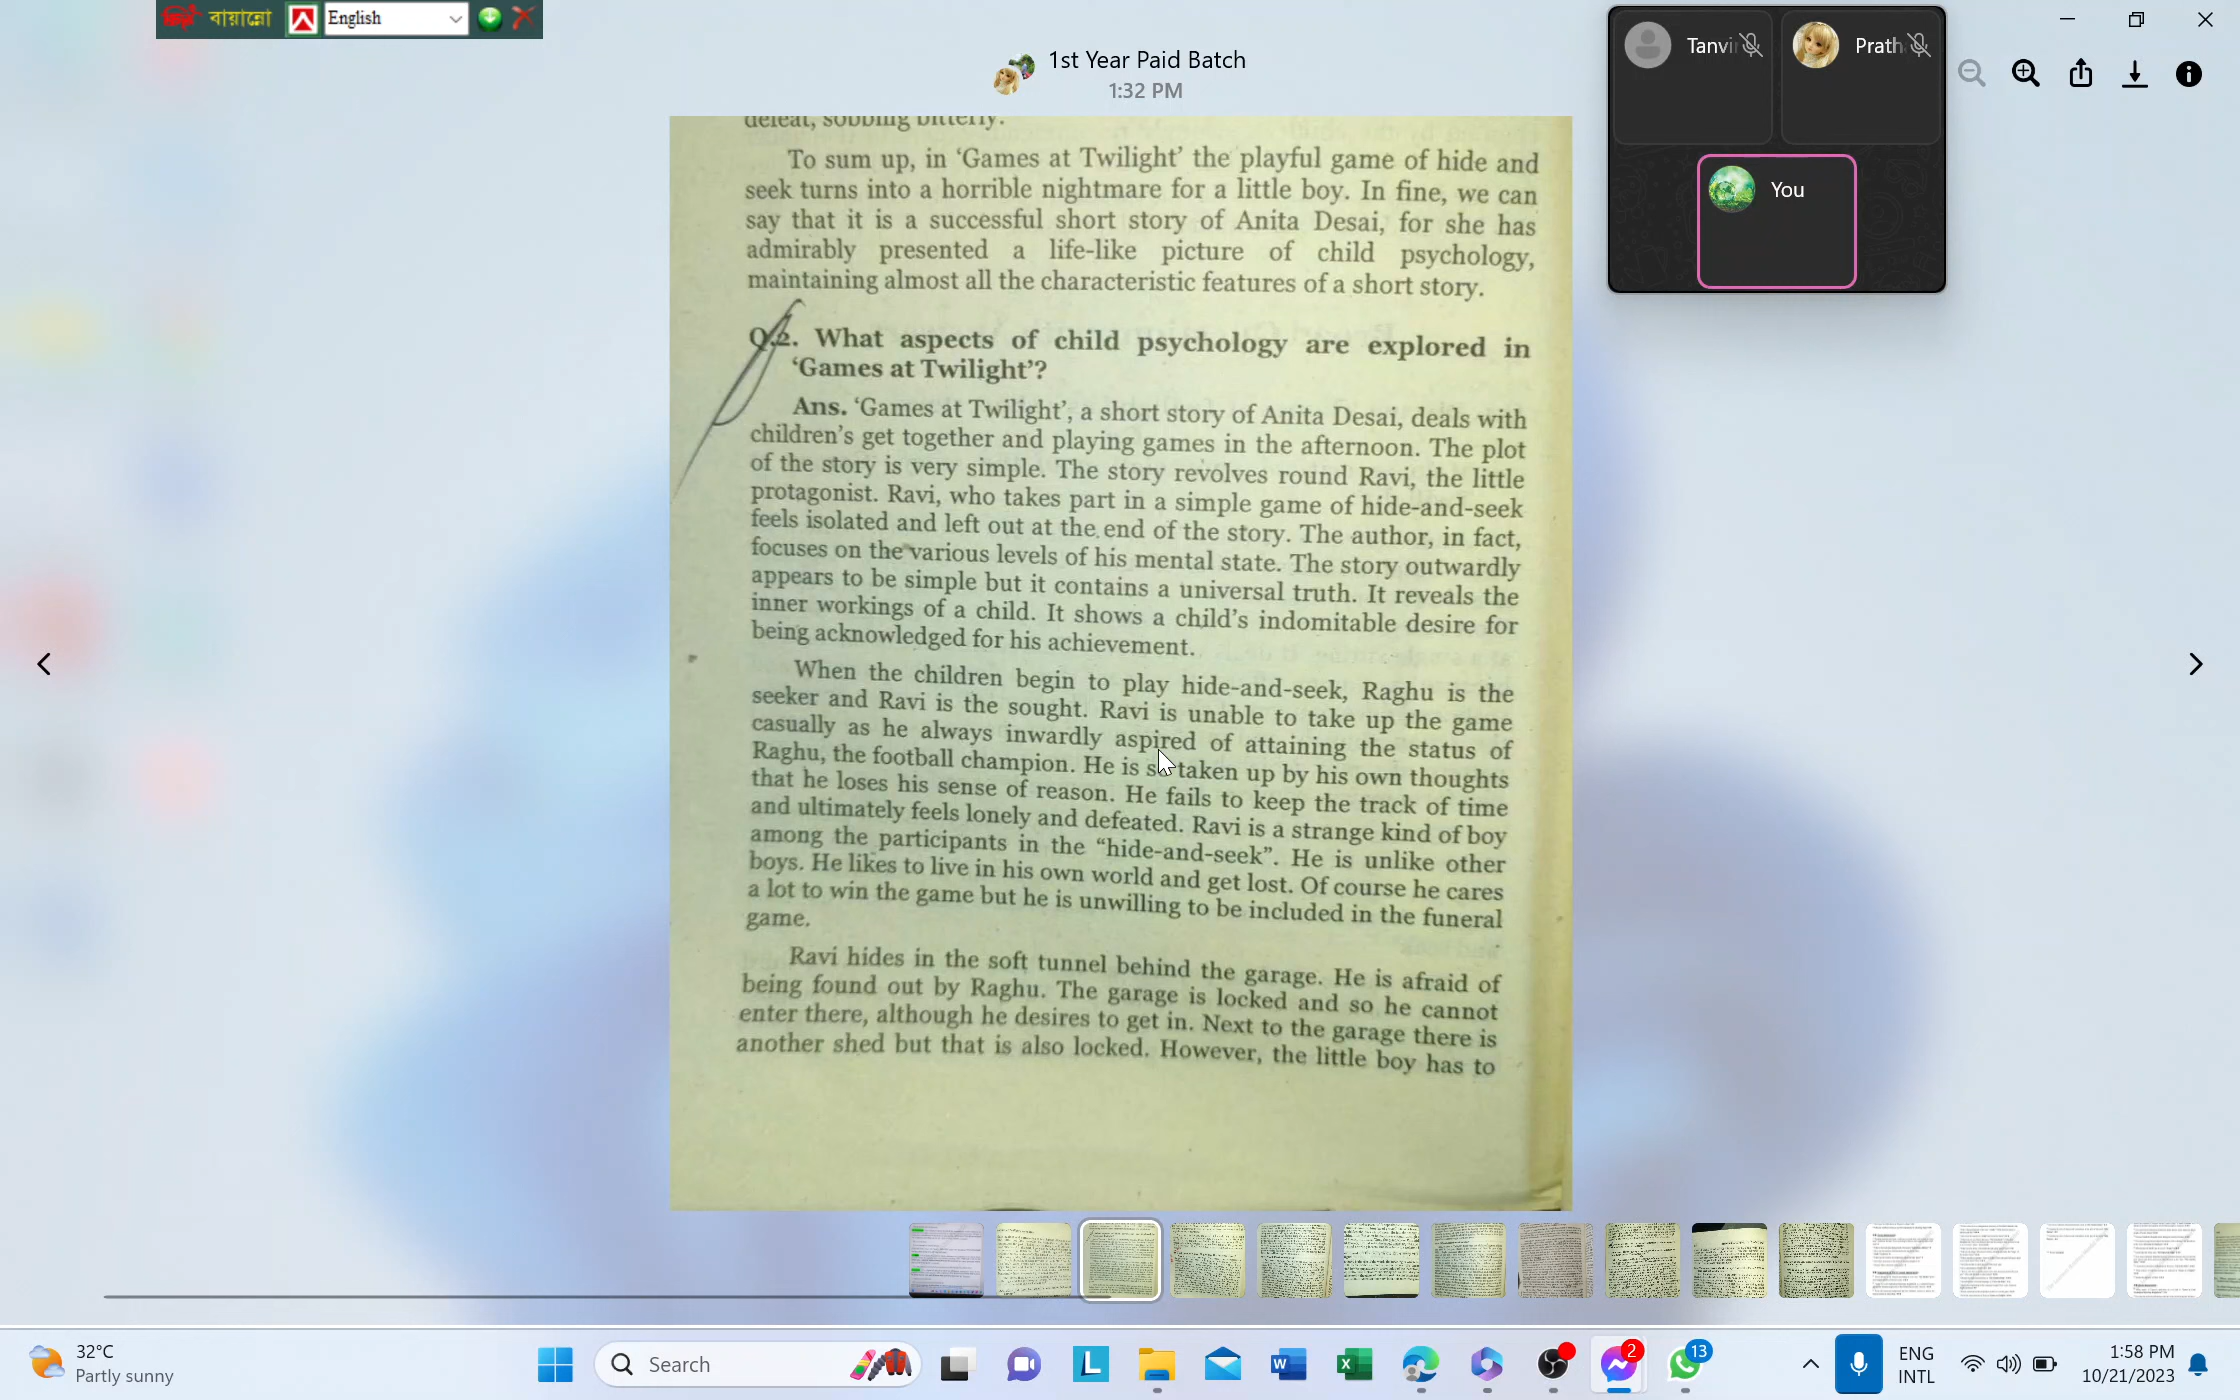 বায়ান্নো
English
1st Year Paid Batch
1:32 PM
Tanvi
Prath
You
defeat, sobbing bitterly.
To sum up, in ‘Games at Twilight’ the playful game of hide and
seek turns into a horrible nightmare for a little boy. In fine, we can
say that it is a successful short story of Anita Desai, for she has
admirably presented a life-like picture of child psychology,
maintaining almost all the characteristic features of a short story.
Q.2. What aspects of child psychology are explored in
‘Games at Twilight’?
Ans. ‘Games at Twilight’, a short story of Anita Desai, deals with
children’s get together and playing games in the afternoon. The plot
of the story is very simple. The story revolves round Ravi, the little
protagonist. Ravi, who takes part in a simple game of hide-and-seek
feels isolated and left out at the end of the story. The author, in fact,
focuses on the various levels of his mental state. The story outwardly
appears to be simple but it contains a universal truth. It reveals the
inner workings of a child. It shows a child’s indomitable desire for
being acknowledged for his achievement.
When the children begin to play hide-and-seek, Raghu is the
seeker and Ravi is the sought. Ravi is unable to take up the game
casually as he always inwardly aspired of attaining the status of
Raghu, the football champion. He is so taken up by his own thoughts
that he loses his sense of reason. He fails to keep the track of time
and ultimately feels lonely and defeated. Ravi is a strange kind of boy
among the participants in the “hide-and-seek”. He is unlike other
boys. He likes to live in his own world and get lost. Of course he cares
a lot to win the game but he is unwilling to be included in the funeral
game.
Ravi hides in the soft tunnel behind the garage. He is afraid of
being found out by Raghu. The garage is locked and so he cannot
enter there, although he desires to get in. Next to the garage there is
another shed but that is also locked. However, the little boy has to
32°C
Partly sunny
Search
2
13
ENG
INTL
1:58 PM
10/21/2023